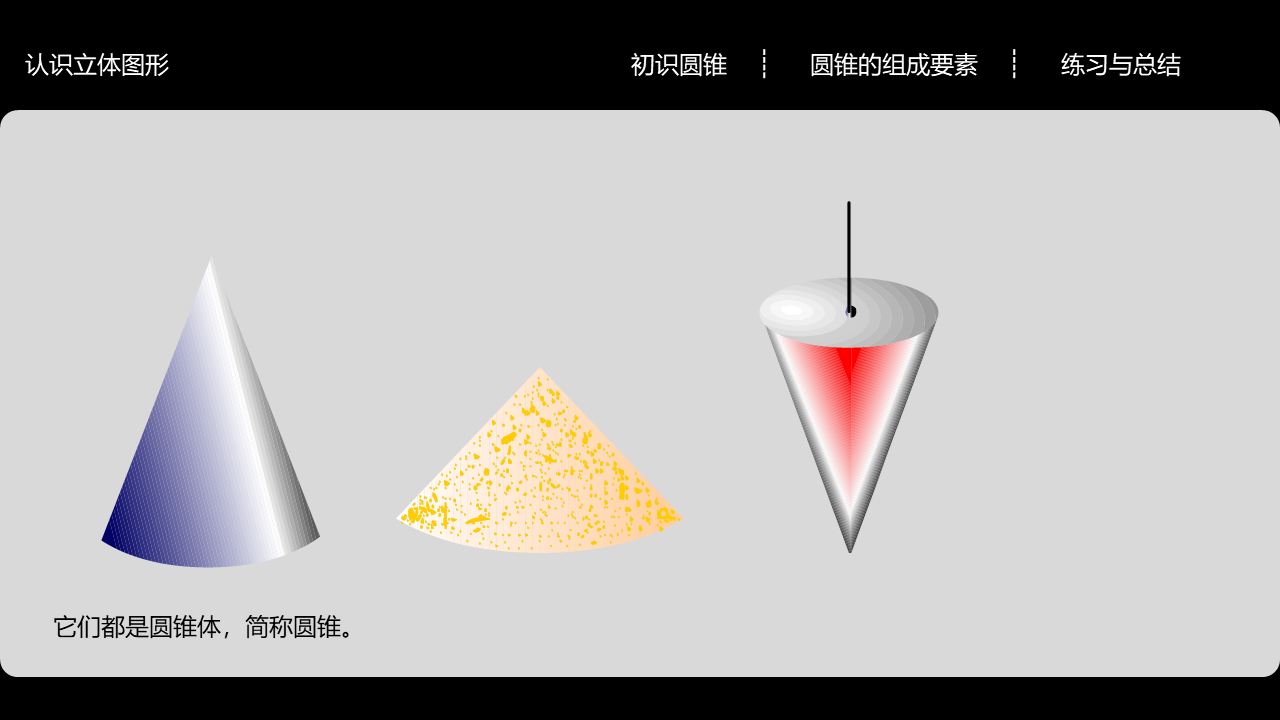 认识立体图形
初识圆锥
圆锥的组成要素
练习与总结
它们都是圆锥体，简称圆锥。